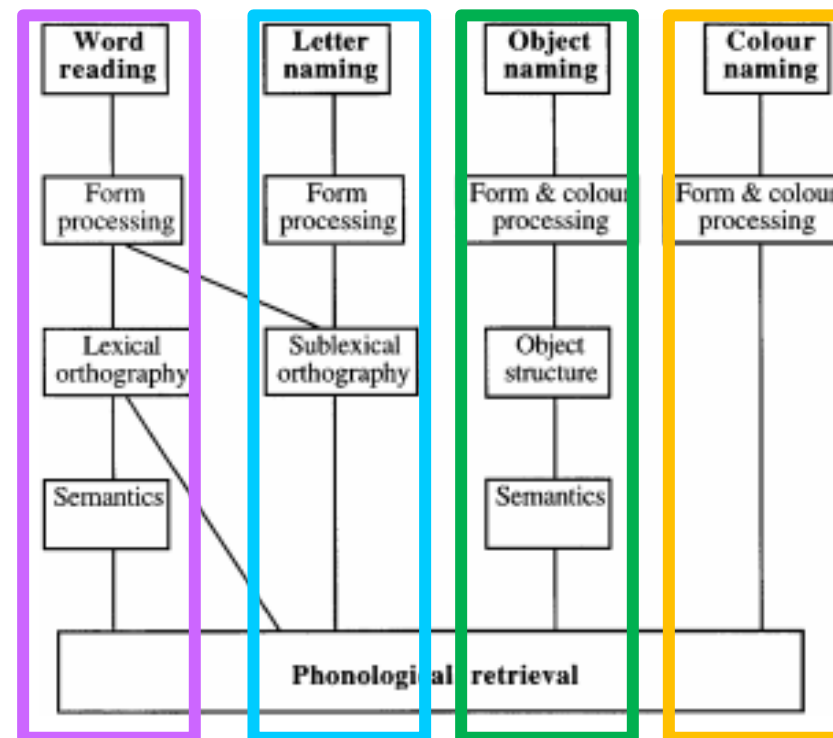 Word
reading
Letter
naming
Object
naming
Colour
naming
Form
processing
Form
processing
Form & colour
processing
Form & colour
processing
Lexical
orthography
Sublexical
orthography
Object
structure
Semantics
Semantics
Phonological retrieval